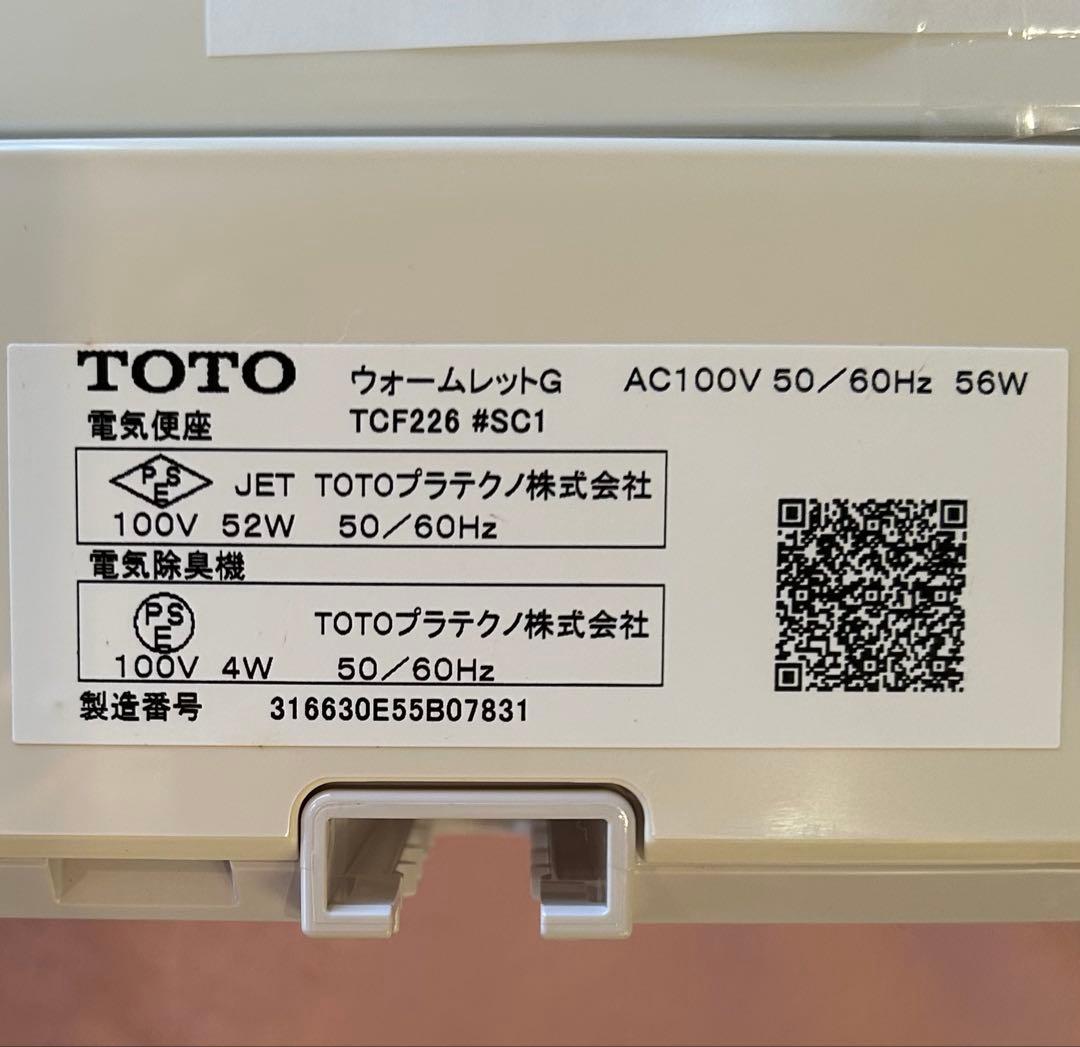 TOTO ウォームレットG AC100V 50／60Hz 56W
電気便座 TCF226 #SC1
PSE JET TOTOプラテクノ株式会社
100V 52W 50／60Hz
電気除臭機
PSE TOTOプラテクノ株式会社
100V 4W 50／60Hz
製造番号 316630E55B07831